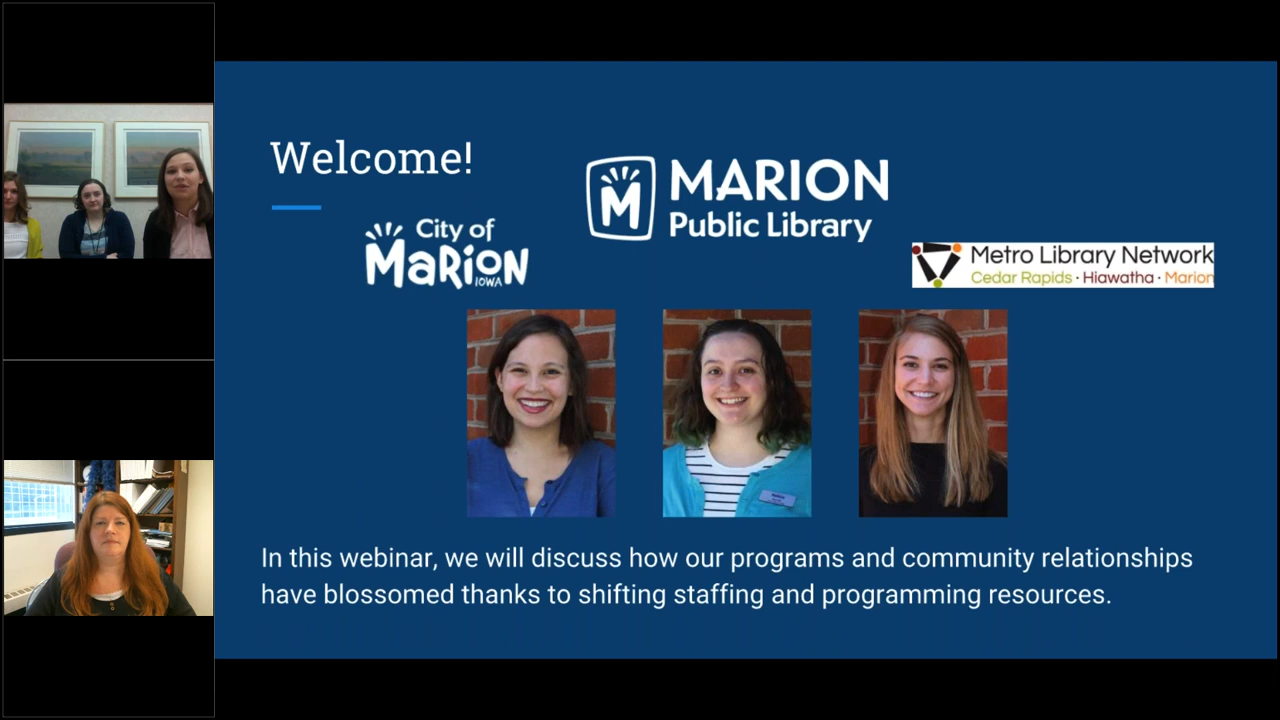 Welcome!
MARION
Public Library
City of
MARION
IOWA
Metro Library Network
Cedar Rapids · Hiawatha · Marion
In this webinar, we will discuss how our programs and community relationships
have blossomed thanks to shifting staffing and programming resources.